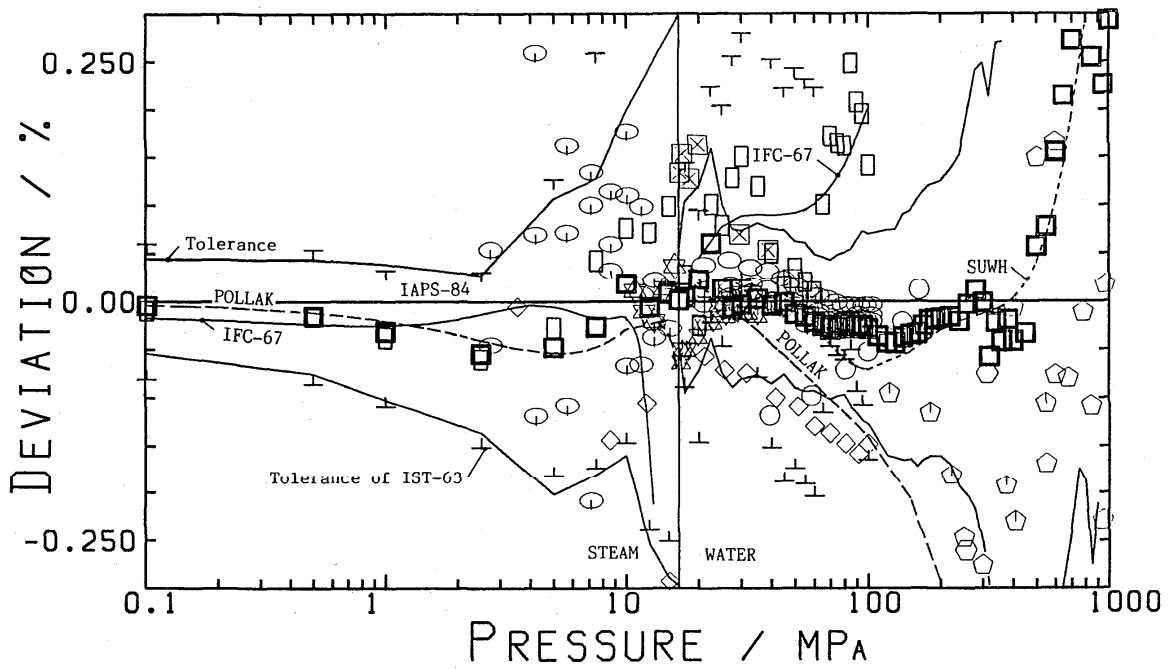 0.250
IFC-67
Tolerance
SUWH
IAPS-84
POLLAK
0.00
IFC-67
POLLAK
Tolerance of IST-63
-0.250
STEAM WATER
0.1 1 10 100 1000
PRESSURE / MPA
DEVIATION / %